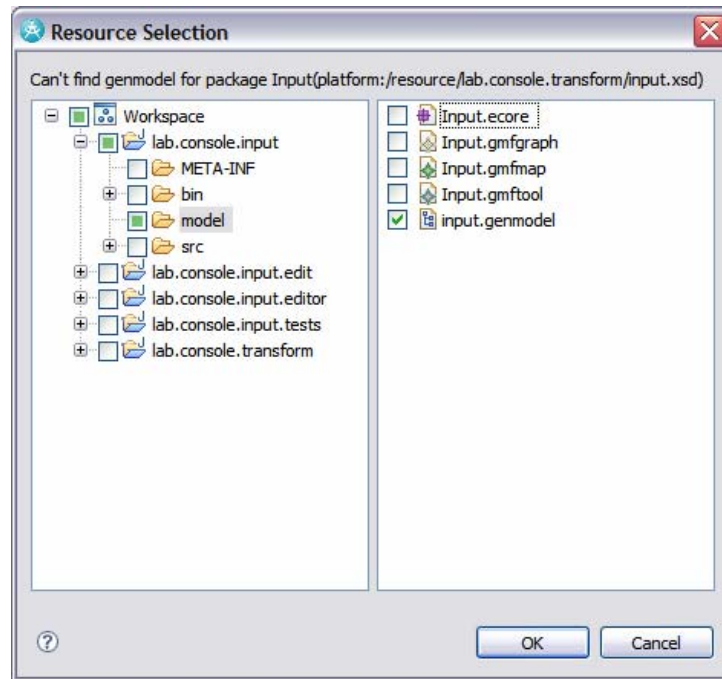 Resource Selection
Can't find genmodel for package Input(platform:/resource/lab.console.transform/input.xsd)
Workspace
lab.console.input
META-INF
bin
model
src
lab.console.input.edit
lab.console.input.editor
lab.console.input.tests
lab.console.transform
Input.ecore
Input.gmfgraph
Input.gmfmap
Input.gmftool
input.genmodel
?
OK
Cancel